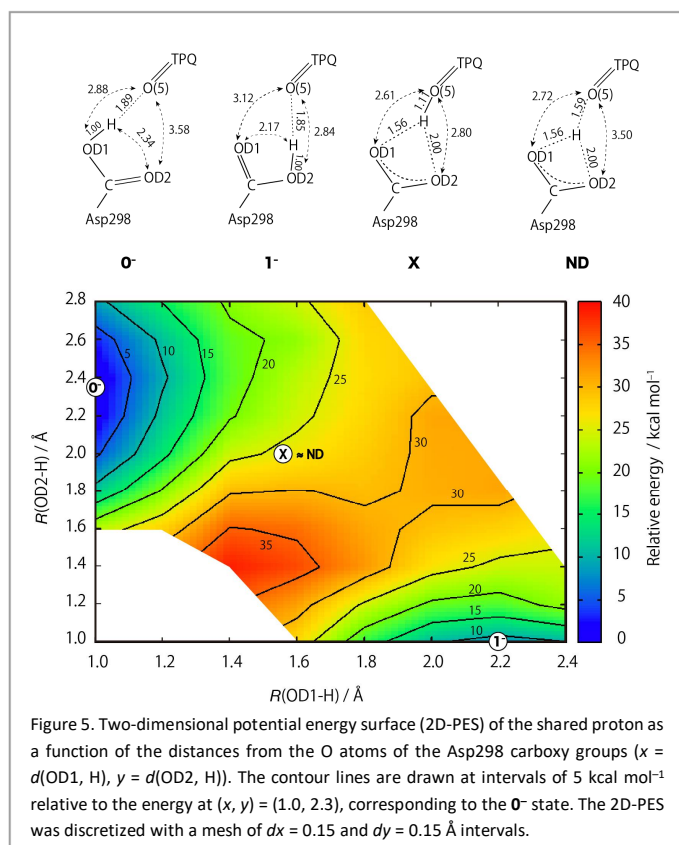 TPQ TPQ TPQ TPQ
O(5) O(5) O(5) O(5)
2.88 1.89 3.12 1.85 2.61 1.11 2.72 1.59
1.00 H 2.34 3.58 2.17 H 2.84 1.56 H 2.80 1.56 H 3.50
OD1 OD1 1.00 OD1 2.00 OD1 2.00
C OD2 C OD2 C OD2 C OD2
Asp298 Asp298 Asp298 Asp298
0⁻ 1⁻ X ND
2.8
2.6
2.4
2.2
2.0
1.8
1.6
1.4
1.2
1.0
R(OD2-H) / Å
5 10 15 20 25
0⁻
X ≈ ND
30
30
35
25
20
15
10
1⁻
1.0 1.2 1.4 1.6 1.8 2.0 2.2 2.4
R(OD1-H) / Å
40
35
30
25
20
15
10
5
0
Relative energy / kcal mol⁻¹
Figure 5. Two-dimensional potential energy surface (2D-PES) of the shared proton as
a function of the distances from the O atoms of the Asp298 carboxy groups (x =
d(OD1, H), y = d(OD2, H)). The contour lines are drawn at intervals of 5 kcal mol⁻¹
relative to the energy at (x, y) = (1.0, 2.3), corresponding to the 0⁻ state. The 2D-PES
was discretized with a mesh of dx = 0.15 and dy = 0.15 Å intervals.